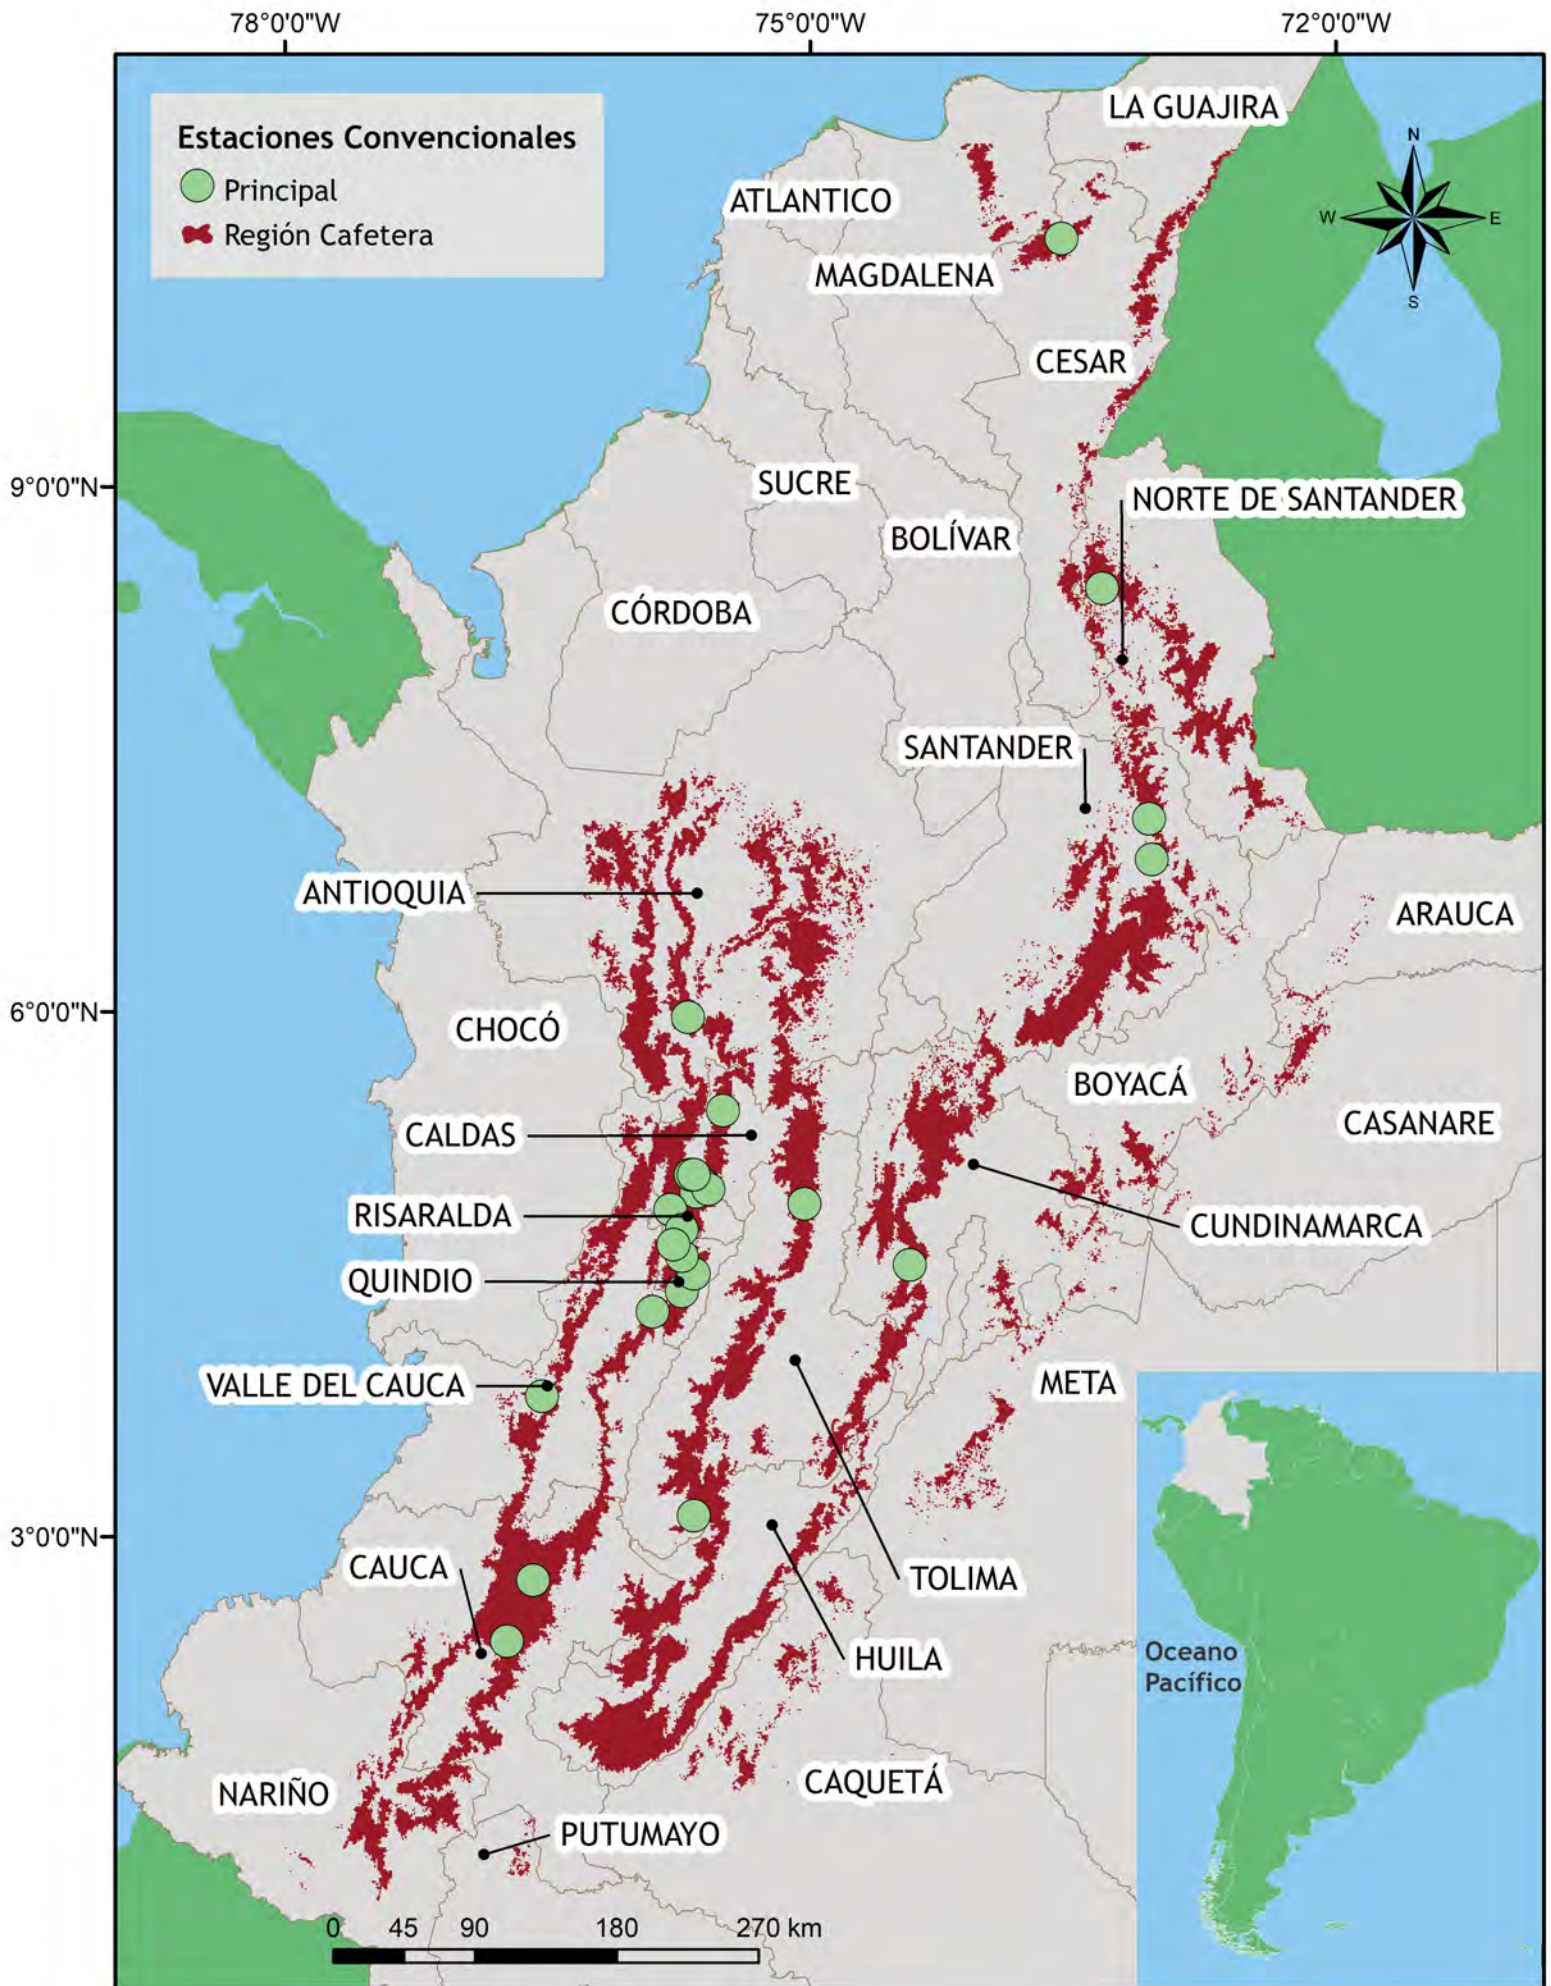 78°0'0"W
75°0'0"W
72°0'0"W
LA GUAJIRA
Estaciones Convencionales
Principal
Región Cafetera
N
W
E
S
ATLANTICO
MAGDALENA
CESAR
9°0'0"N
SUCRE
NORTE DE SANTANDER
BOLÍVAR
CÓRDOBA
SANTANDER
ANTIOQUIA
ARAUCA
6°0'0"N
CHOCÓ
BOYACÁ
CASANARE
CALDAS
RISARALDA
CUNDINAMARCA
QUINDIO
VALLE DEL CAUCA
META
3°0'0"N
CAUCA
TOLIMA
HUILA
Oceano
Pacífico
NARIÑO
CAQUETÁ
PUTUMAYO
0 45 90 180 270 km